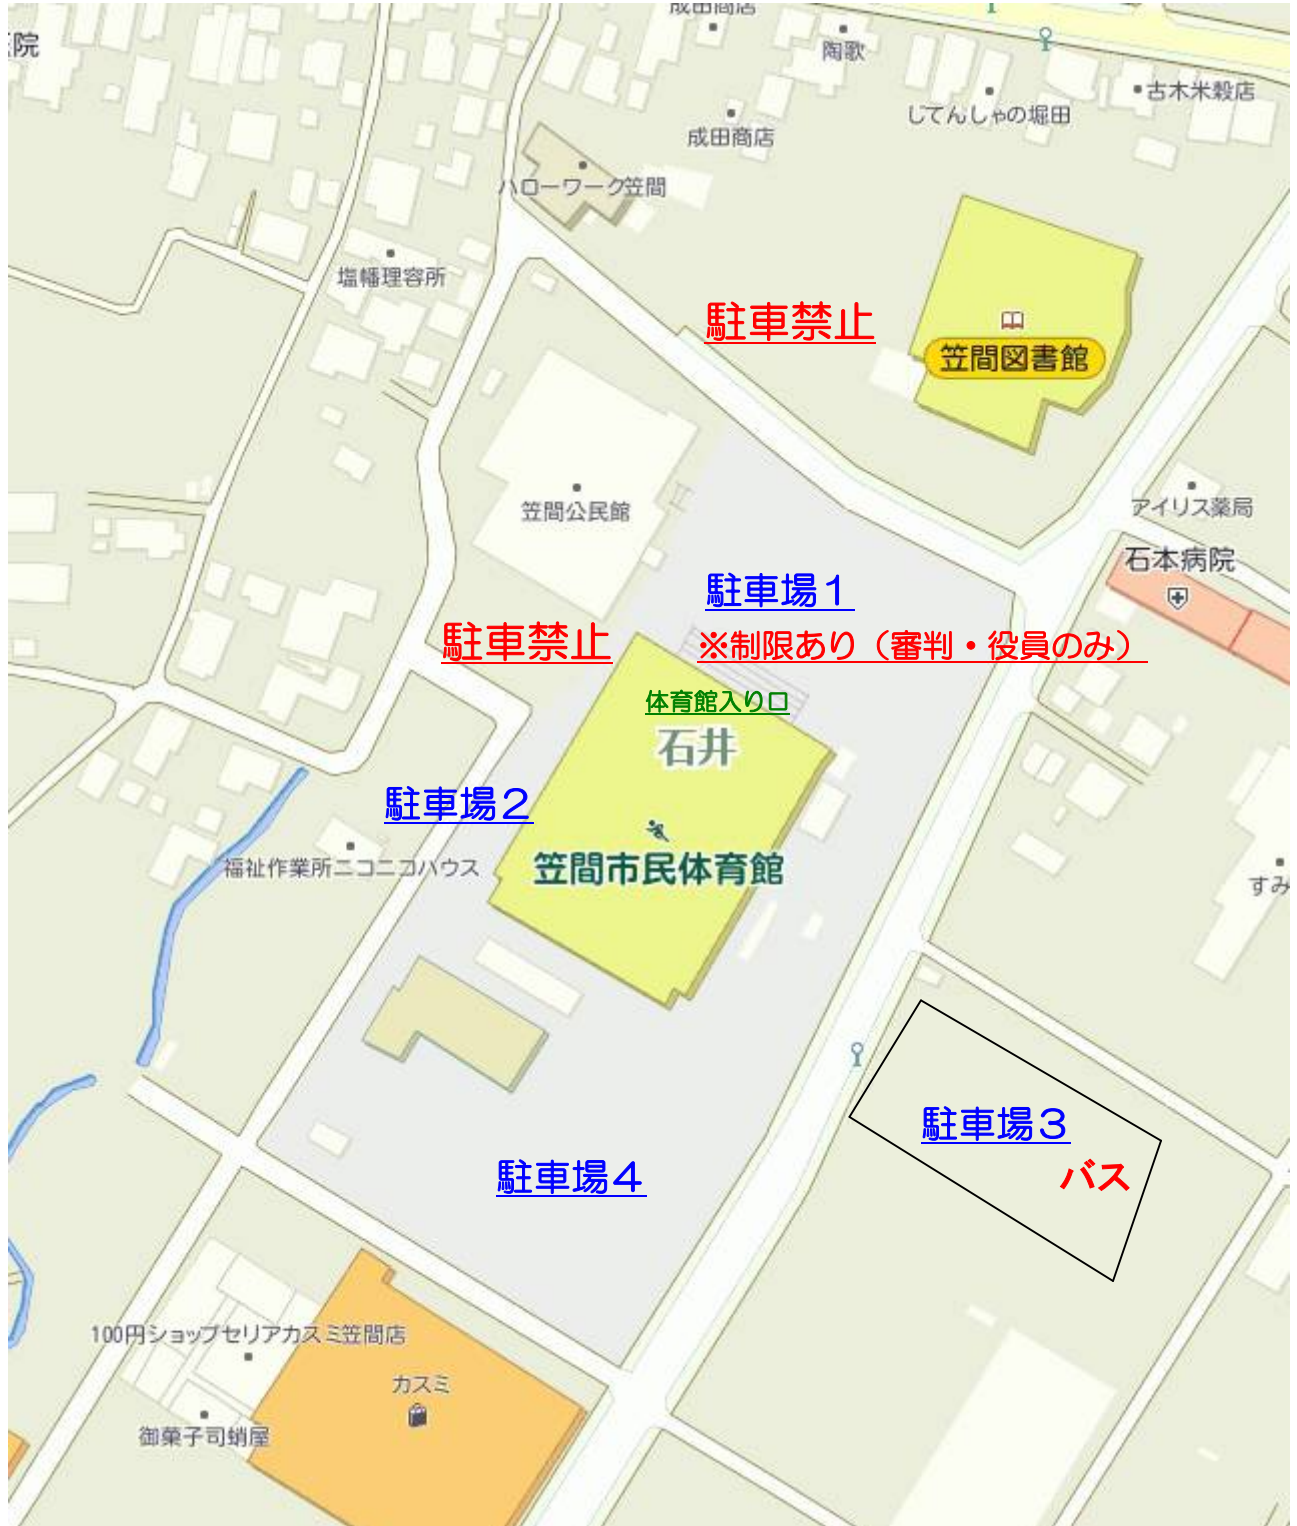 成田商店
院
陶歌
古木米穀店
じてんしゃの堀田
成田商店
ハローワーク笠間
塩幡理容所
駐車禁止
笠間図書館
笠間公民館
アイリス薬局
石本病院
駐車場1
駐車禁止
※制限あり（審判・役員のみ）
体育館入り口
石井
駐車場2
笠間市民体育館
福祉作業所ニコニコハウス
すみ
駐車場3
バス
駐車場4
100円ショップセリアカスミ笠間店
カスミ
御菓子司蛸屋